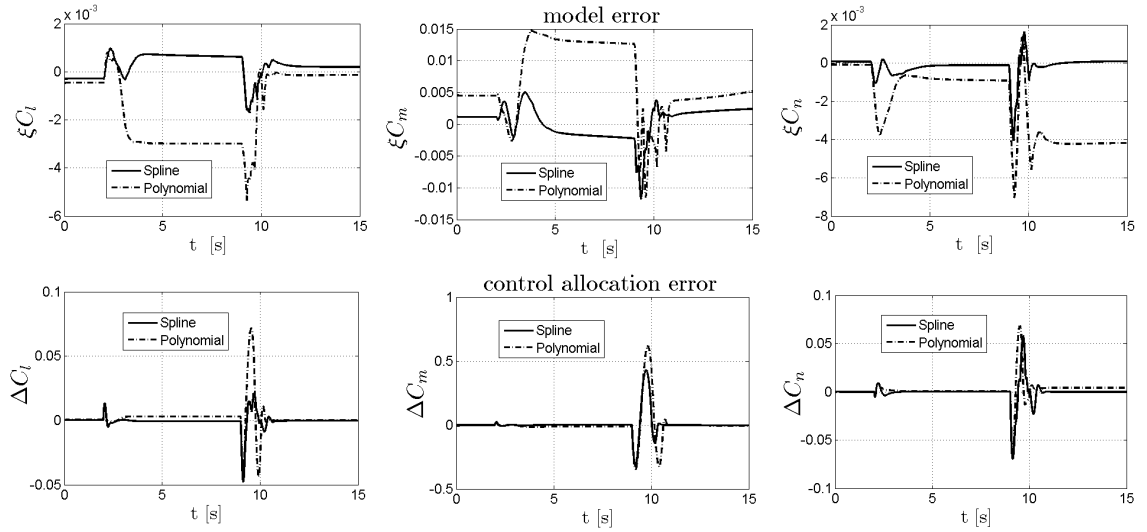 model error
2 x 10⁻³
0
-2
-4
-6
ξC_l
Spline
Polynomial
0 5 10 15
t [s]
0.015
0.01
0.005
0
-0.005
-0.01
-0.015
ξC_m
Spline
Polynomial
0 5 10 15
t [s]
2 x 10⁻³
0
-2
-4
-6
-8
ξC_n
Spline
Polynomial
0 5 10 15
t [s]
control allocation error
0.1
0.05
0
-0.05
ΔC_l
Spline
Polynomial
0 5 10 15
t [s]
1
0.5
0
-0.5
ΔC_m
Spline
Polynomial
0 5 10 15
t [s]
0.1
0.05
0
-0.05
-0.1
ΔC_n
Spline
Polynomial
0 5 10 15
t [s]